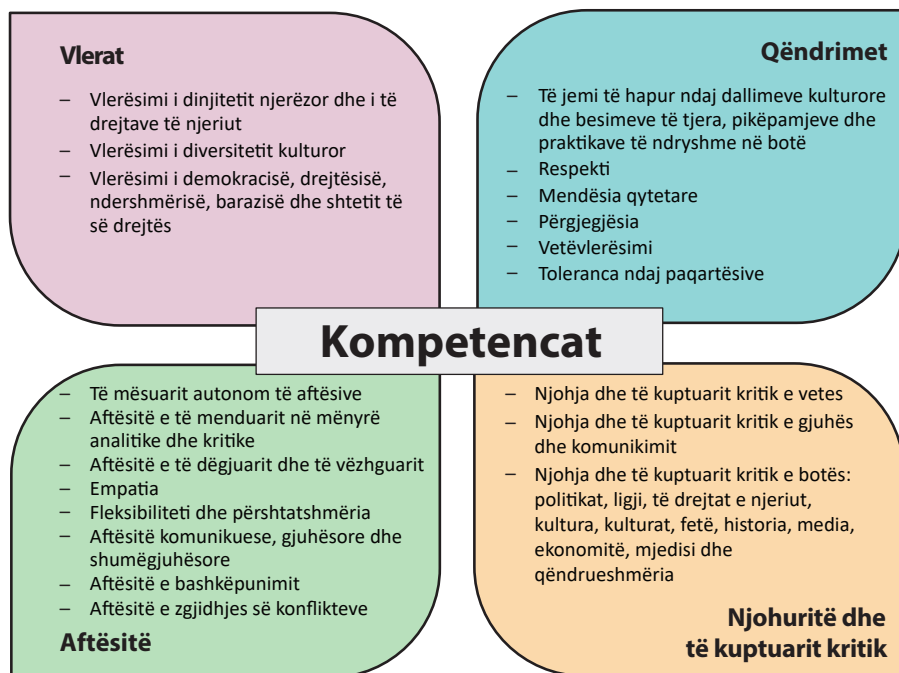 Vlerat
– Vlerësimi i dinjitetit njerëzor dhe i të
drejtave të njeriut
– Vlerësimi i diversitetit kulturor
– Vlerësimi i demokracisë, drejtësisë,
ndershmërisë, barazisë dhe shtetit të
së drejtës
Qëndrimet
– Të jemi të hapur ndaj dallimeve kulturore
dhe besimeve të tjera, pikëpamjeve dhe
praktikave të ndryshme në botë
– Respekti
– Mendësia qytetare
– Përgjegjësia
– Vetëvlerësimi
– Toleranca ndaj paqartësive
Kompetencat
– Të mësuarit autonom të aftësive
– Aftësitë e të menduarit në mënyrë
analitike dhe kritike
– Aftësitë e të dëgjuarit dhe të vëzhguarit
– Empatia
– Fleksibiliteti dhe përshtatshmëria
– Aftësitë komunikuese, gjuhësore dhe
shumëgjuhësore
– Aftësitë e bashkëpunimit
– Aftësitë e zgjidhjes së konflikteve
Aftësitë
– Njohja dhe të kuptuarit kritik e vetes
– Njohja dhe të kuptuarit kritik e gjuhës
dhe komunikimit
– Njohja dhe të kuptuarit kritik e botës:
politikat, ligji, të drejtat e njeriut,
kultura, kulturat, fetë, historia, media,
ekonomitë, mjedisi dhe
qëndrueshmëria
Njohuritë dhe
të kuptuarit kritik